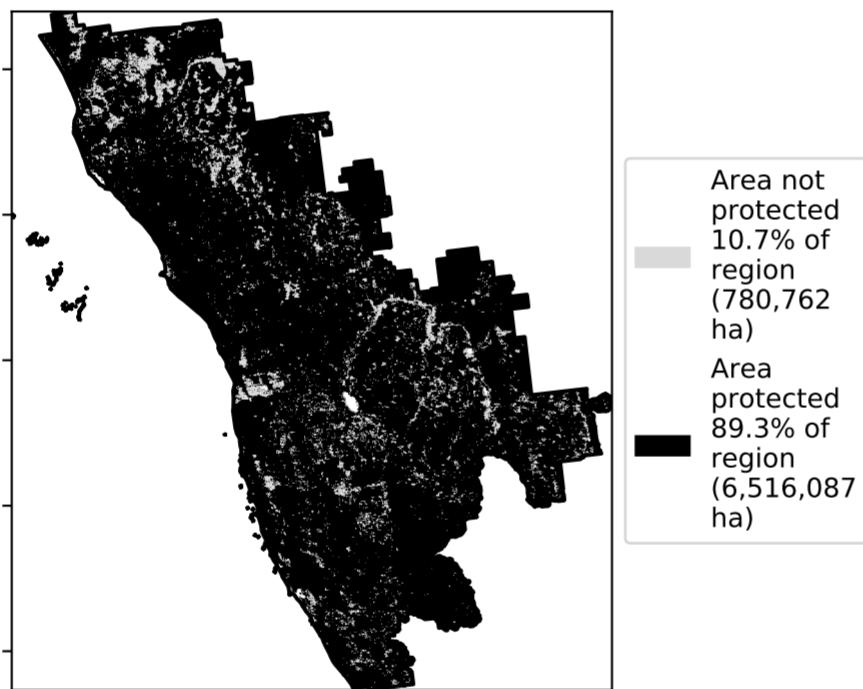 Area not
protected
10.7% of
region
(780,762
ha)
Area
protected
89.3% of
region
(6,516,087
ha)